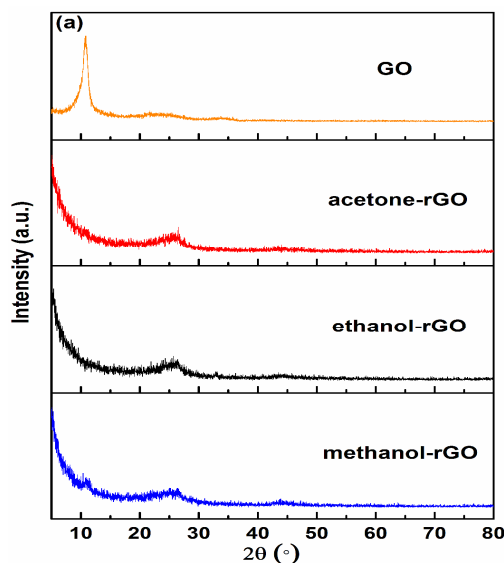 (a)
GO
acetone-rGO
ethanol-rGO
methanol-rGO
Intensity (a.u.)
10 20 30 40 50 60 70 80
2θ (°)